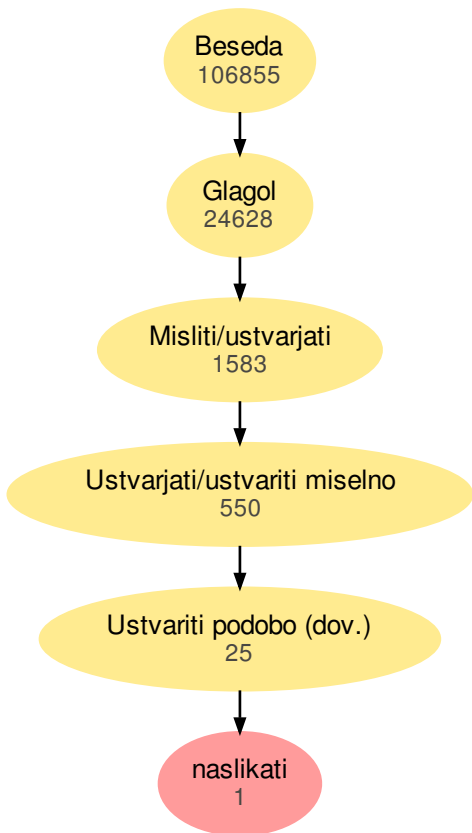 Beseda
106855
Glagol
24628
Misliti/ustvarjati
1583
Ustvarjati/ustvariti miselno
550
Ustvariti podobo (dov.)
25
naslikati
1